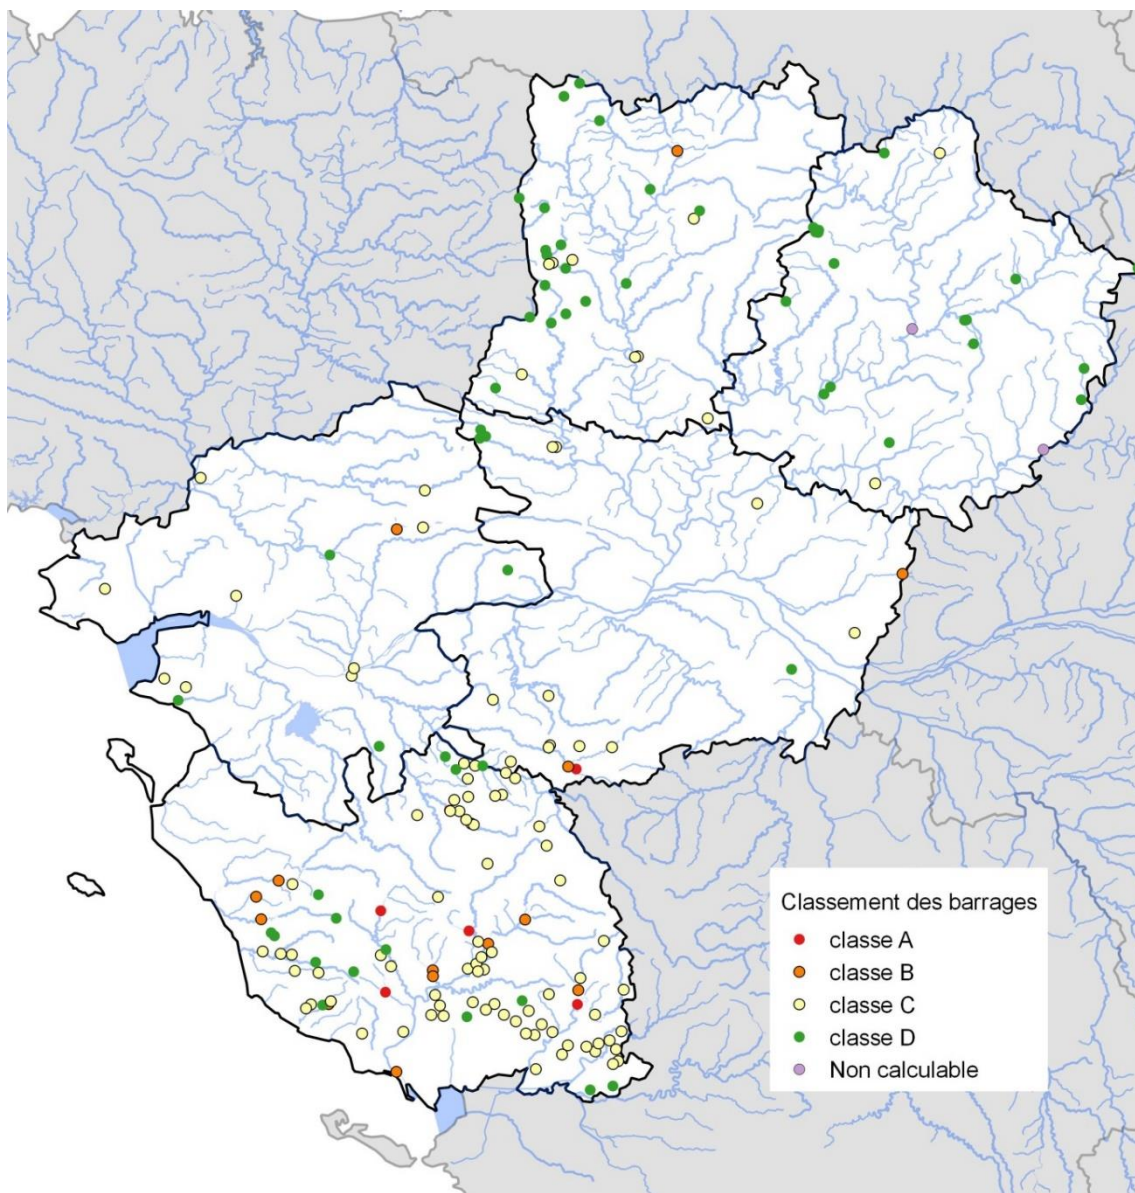 Classement des barrages
classe A
classe B
classe C
classe D
Non calculable